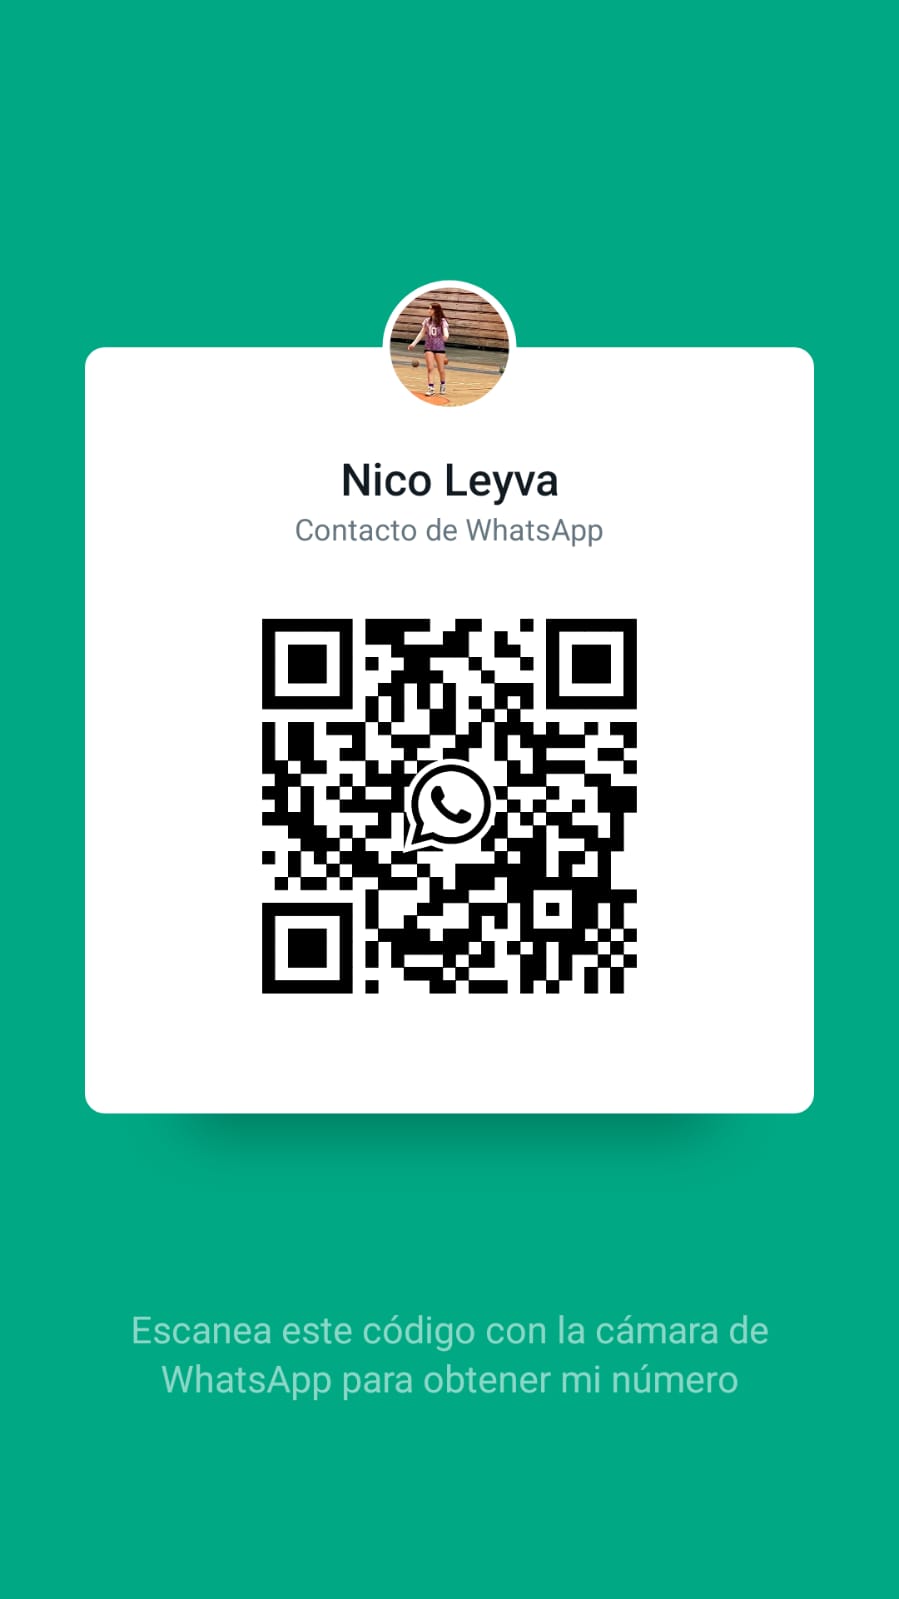 Nico Leyva
Contacto de WhatsApp
Escanea este código con la cámara de
WhatsApp para obtener mi número